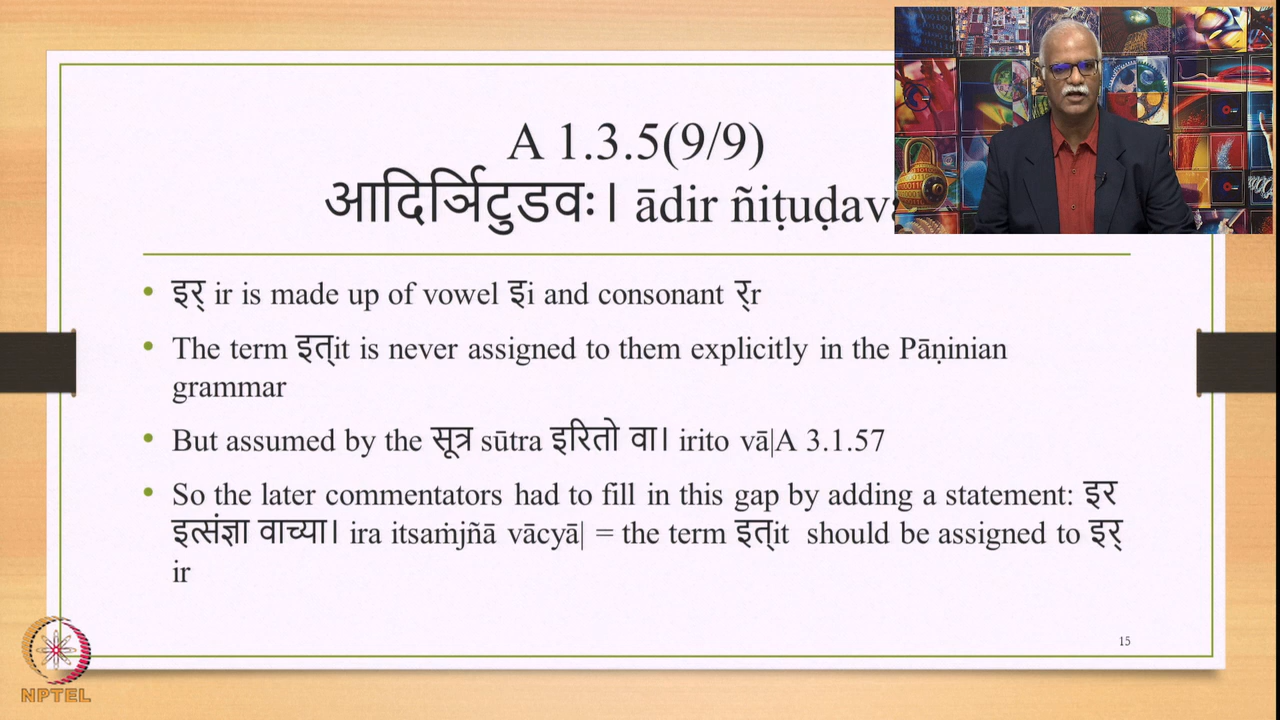 A 1.3.5(9/9)
आदिर्ञिटुडवः। ādir ñiṭuḍava
• इर् ir is made up of vowel इi and consonant र्r
• The term इत्it is never assigned to them explicitly in the Pāṇinian
grammar
• But assumed by the सूत्र sūtra इरितो वा। irito vā|A 3.1.57
• So the later commentators had to fill in this gap by adding a statement: इर
इत्संज्ञा वाच्या। ira itsaṁjñā vācyā| = the term इत्it should be assigned to इर्
ir
15
NPTEL